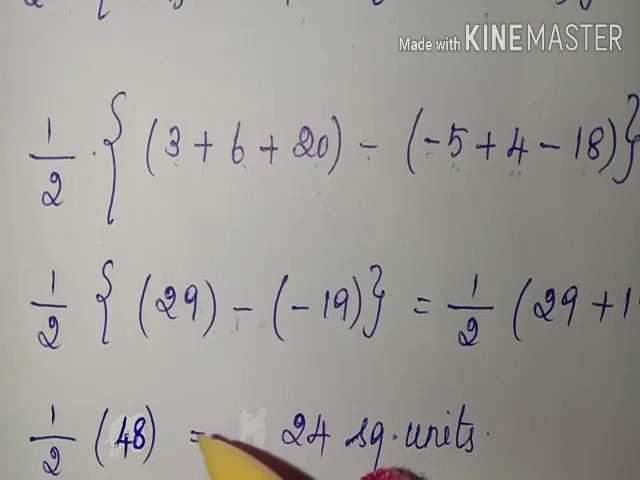 Made with KINEMASTER
1/2 · { (3 + 6 + 20) - (-5 + 4 - 18) }
1/2 { (29) - (-19) } = 1/2 (29 + 1
1/2 (48) = 24 sq. units.